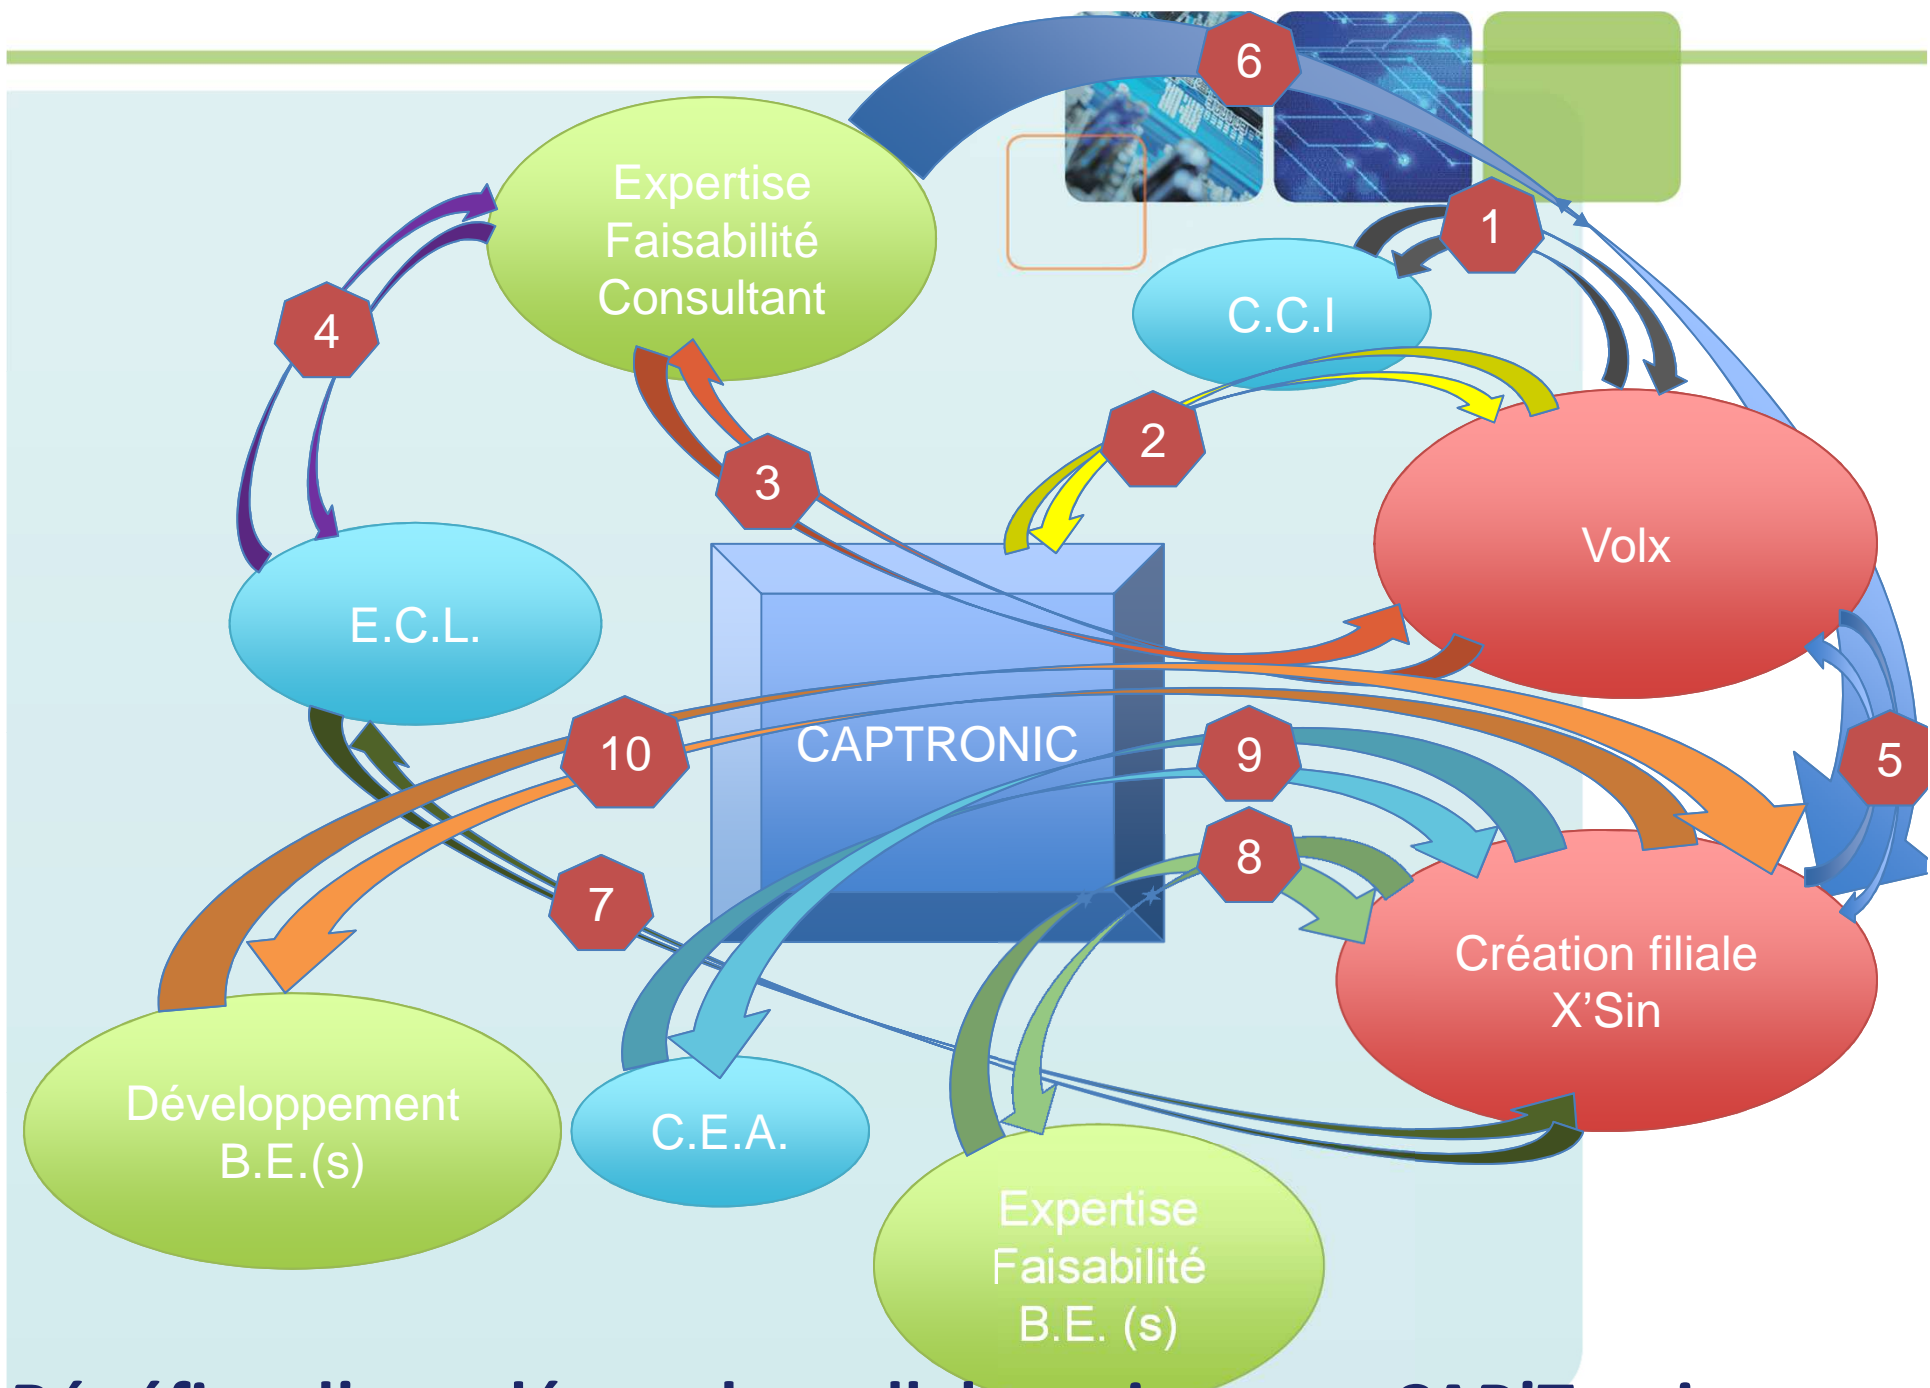 6
1
Expertise
Faisabilité
Consultant
C.C.I
4
2
3
Volx
E.C.L.
CAPTRONIC
10
9
5
8
7
Création filiale
X’Sin
Développement
B.E.(s)
C.E.A.
Expertise
Faisabilité
B.E. (s)